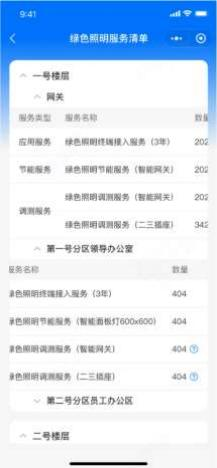 9:41
绿色照明服务清单
一号楼层
网关
服务类型 服务名称 数量
应用服务 绿色照明终端接入服务（3年） 202
节能服务 绿色照明节能服务（智能网关） 202
绿色照明调测服务（智能网关） 202
调测服务
绿色照明调测服务（二三插座） 342
第一号分区领导办公室
服务名称 数量
绿色照明终端接入服务（3年） 404
绿色照明节能服务（智能面板灯600x600） 404
绿色照明调测服务（智能网关） 404
绿色照明调测服务（二三插座） 404
第二号分区员工办公区
二号楼层